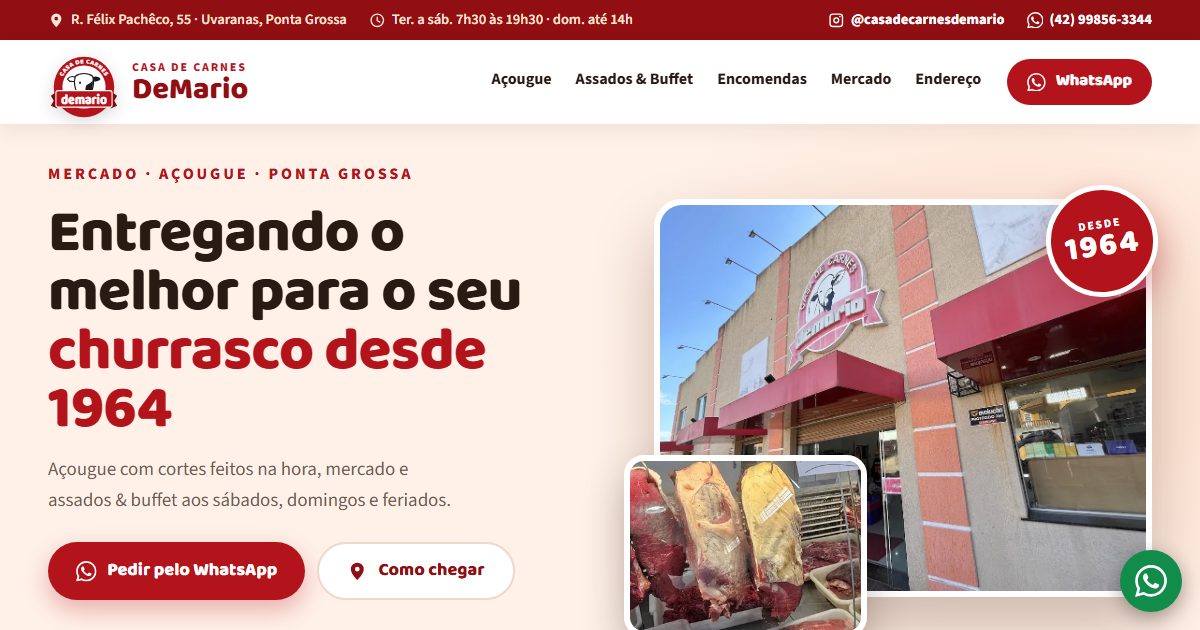 R. Félix Pachêco, 55 · Uvaranas, Ponta Grossa
Ter. a sáb. 7h30 às 19h30 · dom. até 14h
@casadecarnesdemario
(42) 99856-3344
CASA DE CARNES
demario
CASA DE CARNES
DeMario
Açougue
Assados & Buffet
Encomendas
Mercado
Endereço
WhatsApp
MERCADO · AÇOUGUE · PONTA GROSSA
Entregando o
melhor para o seu
churrasco desde
1964
Açougue com cortes feitos na hora, mercado e
assados & buffet aos sábados, domingos e feriados.
Pedir pelo WhatsApp
Como chegar
DESDE
1964
CASA DE CARNES
demario